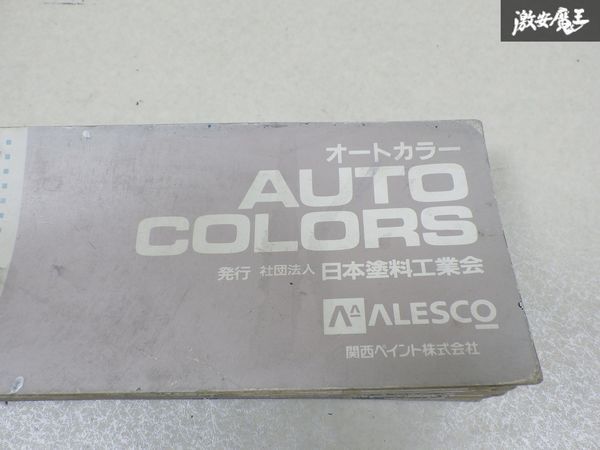 激安魔王
オートカラー
AUTO
COLORS
発行 社団法人 日本塗料工業会
ALESCO
関西ペイント株式会社